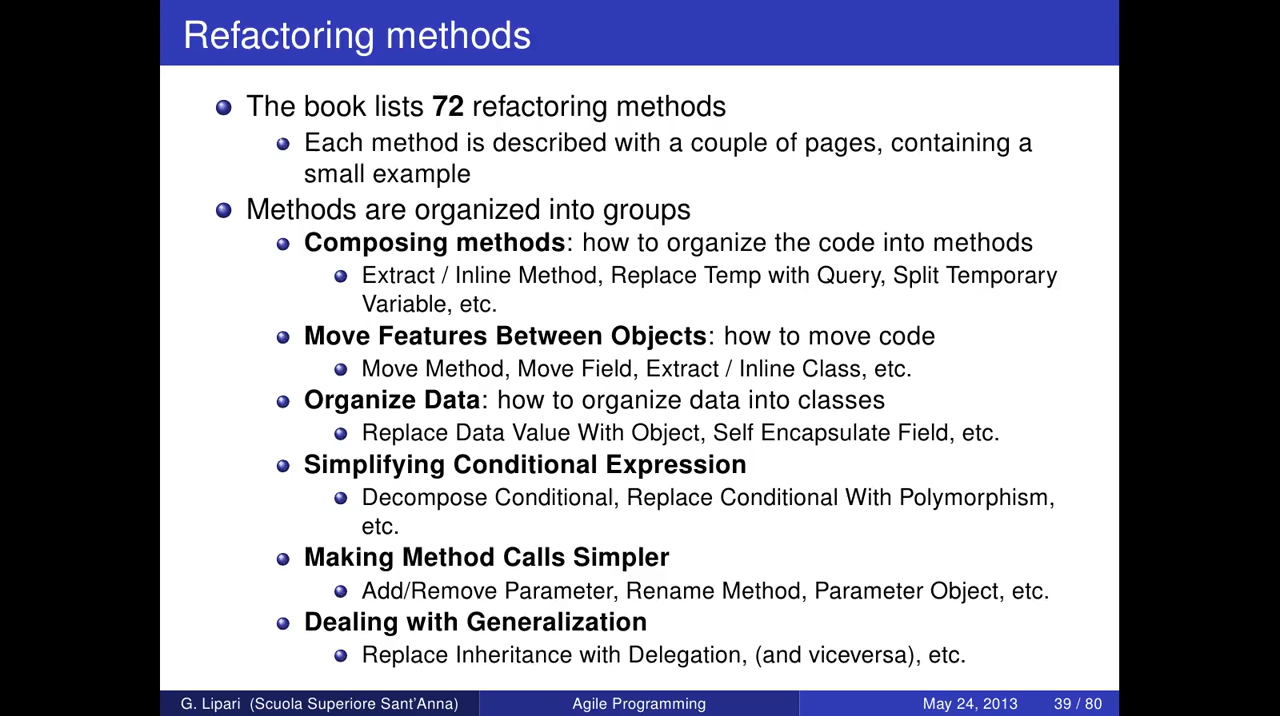 Refactoring methods
The book lists 72 refactoring methods
Each method is described with a couple of pages, containing a
small example
Methods are organized into groups
Composing methods: how to organize the code into methods
Extract / Inline Method, Replace Temp with Query, Split Temporary
Variable, etc.
Move Features Between Objects: how to move code
Move Method, Move Field, Extract / Inline Class, etc.
Organize Data: how to organize data into classes
Replace Data Value With Object, Self Encapsulate Field, etc.
Simplifying Conditional Expression
Decompose Conditional, Replace Conditional With Polymorphism,
etc.
Making Method Calls Simpler
Add/Remove Parameter, Rename Method, Parameter Object, etc.
Dealing with Generalization
Replace Inheritance with Delegation, (and viceversa), etc.
G. Lipari (Scuola Superiore Sant'Anna) Agile Programming May 24, 2013 39 / 80